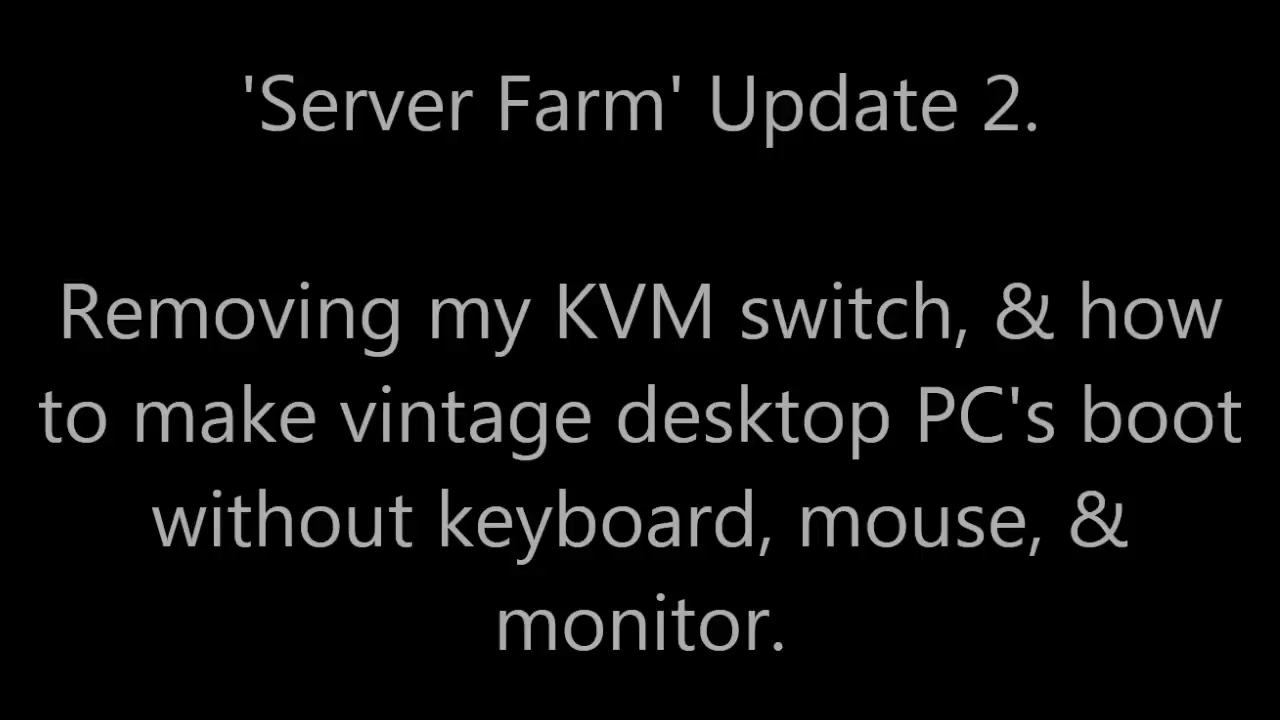 'Server Farm' Update 2.
Removing my KVM switch, & how
to make vintage desktop PC's boot
without keyboard, mouse, &
monitor.